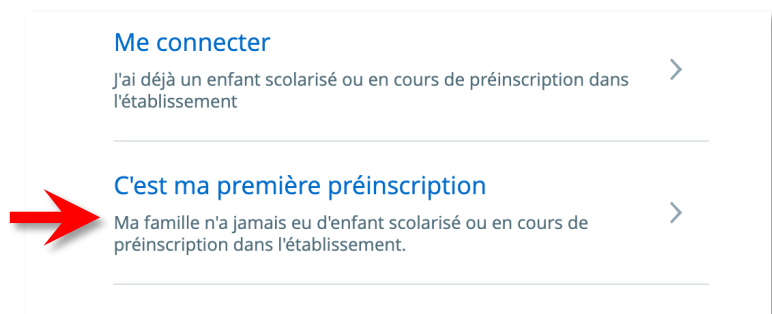 Me connecter
J'ai déjà un enfant scolarisé ou en cours de préinscription dans
l'établissement
C'est ma première préinscription
Ma famille n'a jamais eu d'enfant scolarisé ou en cours de
préinscription dans l'établissement.